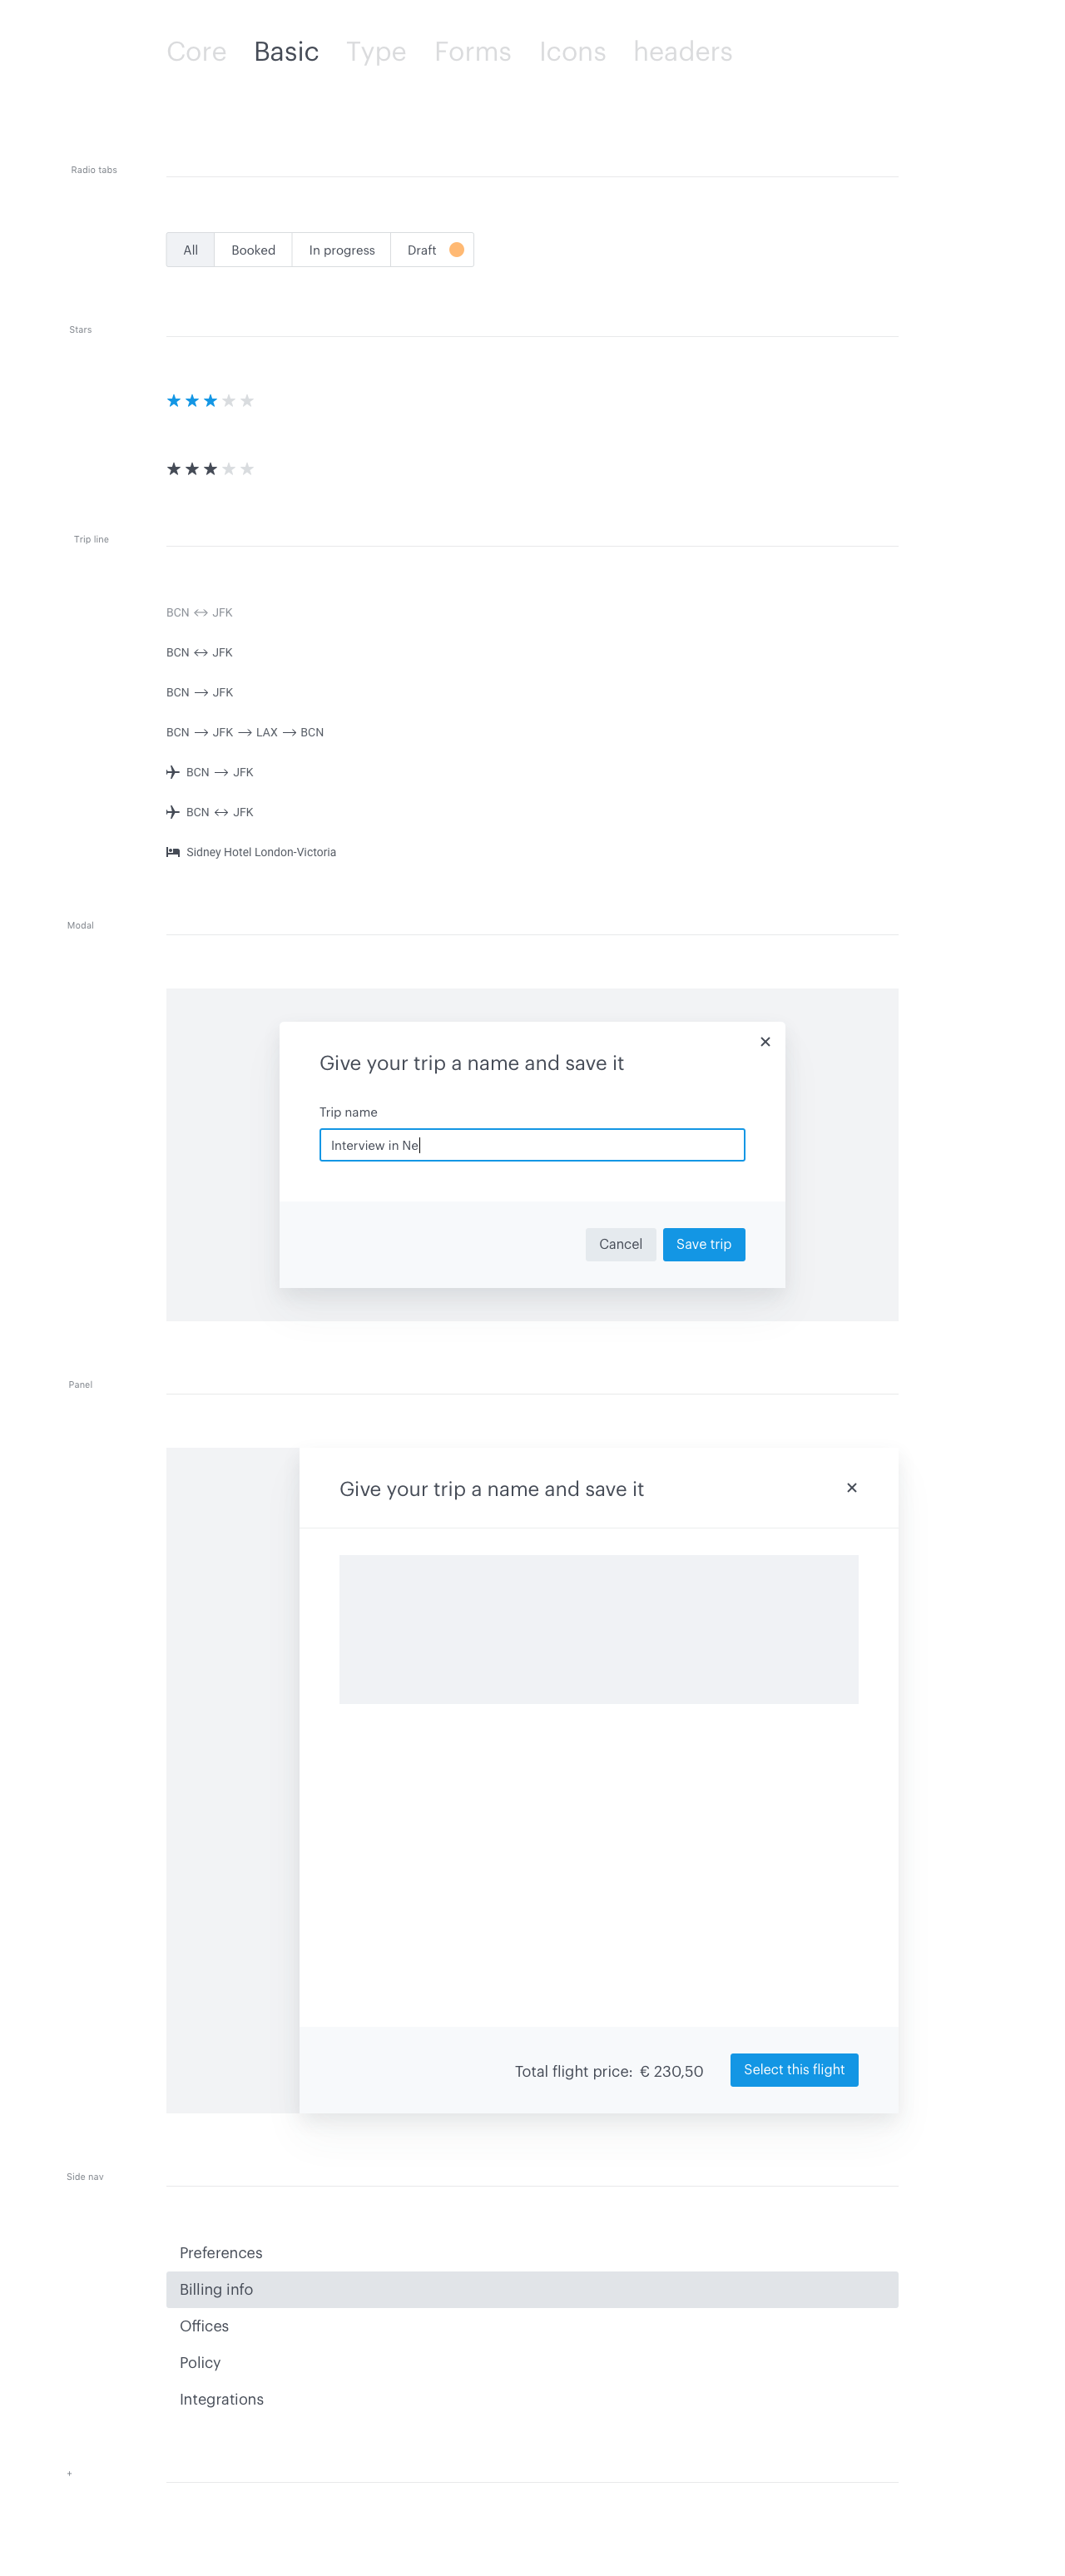 Core Basic Type Forms Icons headers
Radio tabs
All Booked In progress Draft
Stars
Trip line
BCN ↔ JFK
BCN ↔ JFK
BCN → JFK
BCN → JFK → LAX → BCN
BCN → JFK
BCN ↔ JFK
Sidney Hotel London-Victoria
Modal
Give your trip a name and save it
Trip name
Interview in Ne
Cancel Save trip
Panel
Give your trip a name and save it
Total flight price: € 230,50 Select this flight
Side nav
Preferences
Billing info
Offices
Policy
Integrations
+